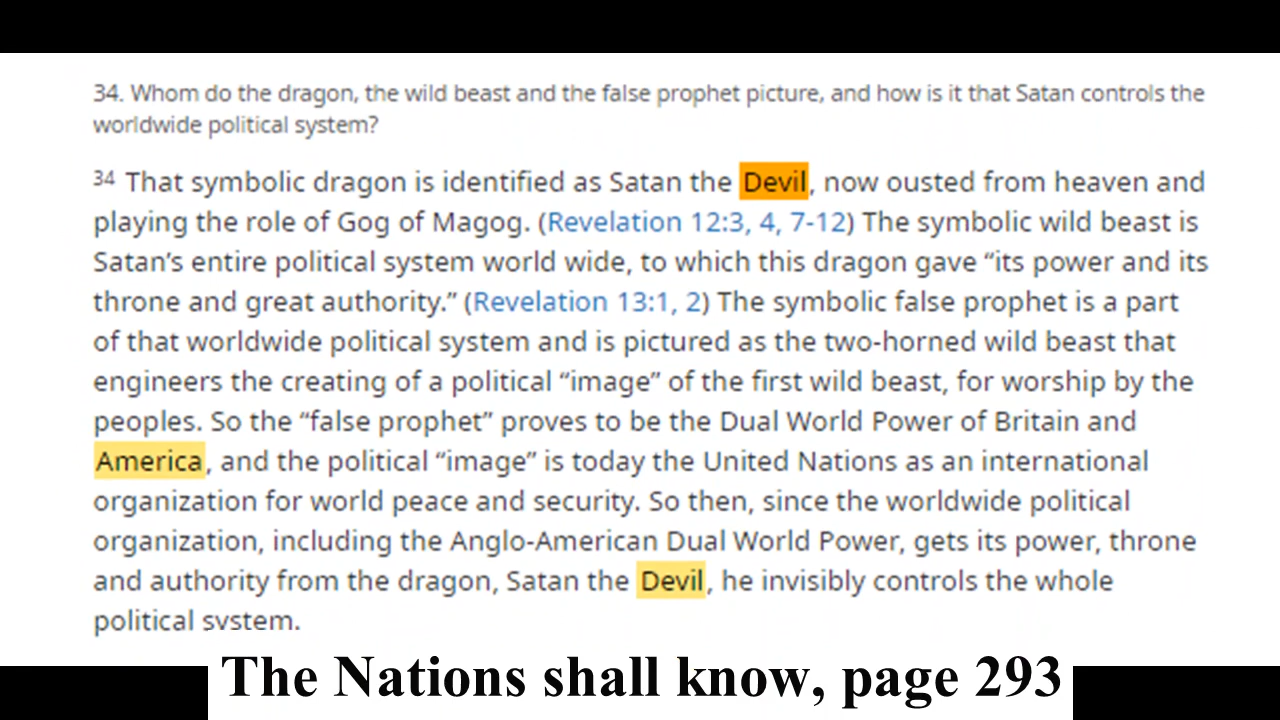 34. Whom do the dragon, the wild beast and the false prophet picture, and how is it that Satan controls the
worldwide political system?
34 That symbolic dragon is identified as Satan the Devil, now ousted from heaven and
playing the role of Gog of Magog. (Revelation 12:3, 4, 7-12) The symbolic wild beast is
Satan’s entire political system world wide, to which this dragon gave “its power and its
throne and great authority.” (Revelation 13:1, 2) The symbolic false prophet is a part
of that worldwide political system and is pictured as the two-horned wild beast that
engineers the creating of a political “image” of the first wild beast, for worship by the
peoples. So the “false prophet” proves to be the Dual World Power of Britain and
America, and the political “image” is today the United Nations as an international
organization for world peace and security. So then, since the worldwide political
organization, including the Anglo-American Dual World Power, gets its power, throne
and authority from the dragon, Satan the Devil, he invisibly controls the whole
political system.
The Nations shall know, page 293